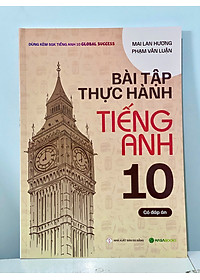 DÙNG KÈM SGK TIẾNG ANH 10 GLOBAL SUCCESS
MAI LAN HƯƠNG
PHẠM VĂN LUẬN
BÀI TẬP
THỰC HÀNH
TIẾNG
ANH
10
Có đáp án
MEGABOOKS